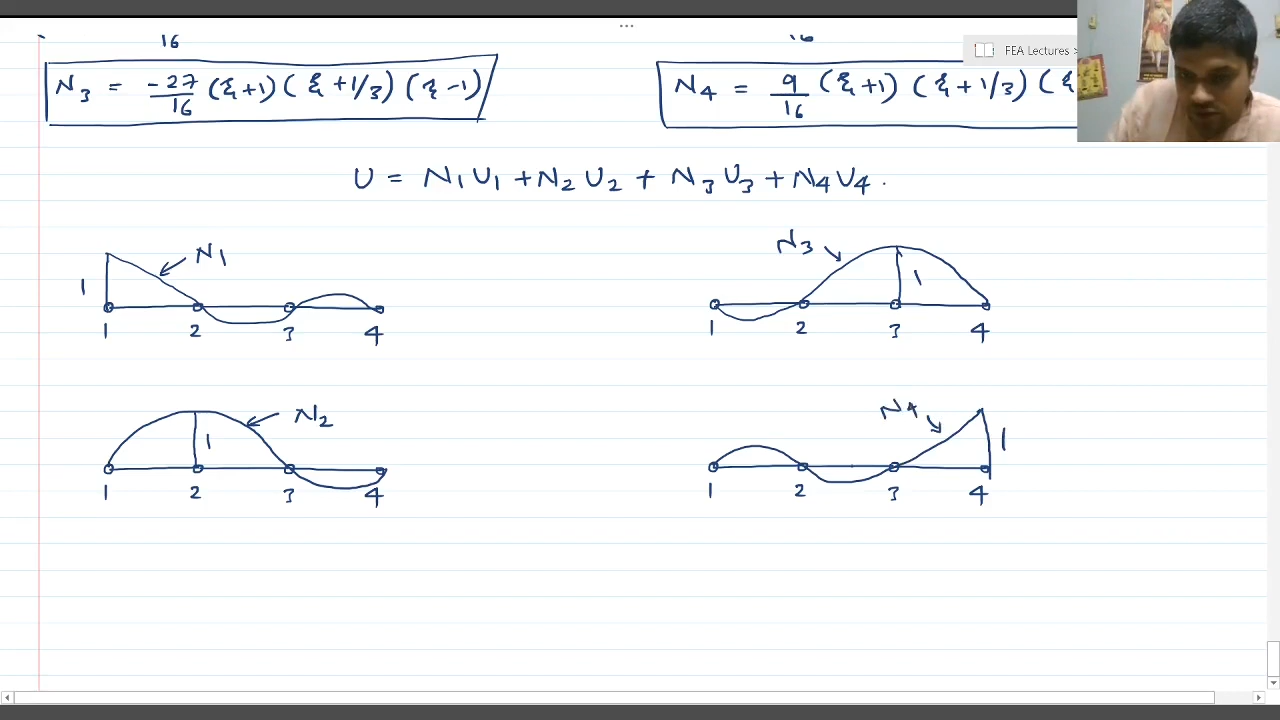 16
16
FEA Lectures >
N3 = -27/16 (ξ+1)(ξ+1/3)(ξ-1)
N4 = 9/16 (ξ+1)(ξ+1/3)(ξ
U = N1U1 + N2U2 + N3U3 + N4U4.
N1
1
1 2 3 4
N3
1
1 2 3 4
N2
1
1 2 3 4
N4
1
1 2 3 4